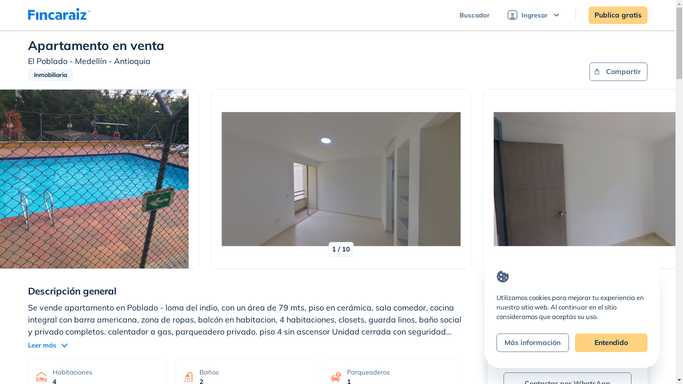 Fincaraíz
Buscador
Ingresar
Publica gratis
Apartamento en venta
El Poblado - Medellín - Antioquia
Inmobiliaria
Compartir
1 / 10
Descripción general
Se vende apartamento en Poblado - loma del indio, con un área de 79 mts, piso en cerámica, sala comedor, cocina
integral con barra americana, zona de ropas, balcón en habitacion, 4 habitaciones, closets, guarda linos, baño social
y privado completos. calentador a gas, parqueadero privado. piso 4 sin ascensor Unidad cerrada con seguridad...
Leer más
Habitaciones
4
Baños
2
Parqueaderos
1
Utilizamos cookies para mejorar tu experiencia en
nuestro sitio web. Al continuar en el sitio
consideramos que aceptas su uso.
Más información
Entendido
Contactar por WhatsApp